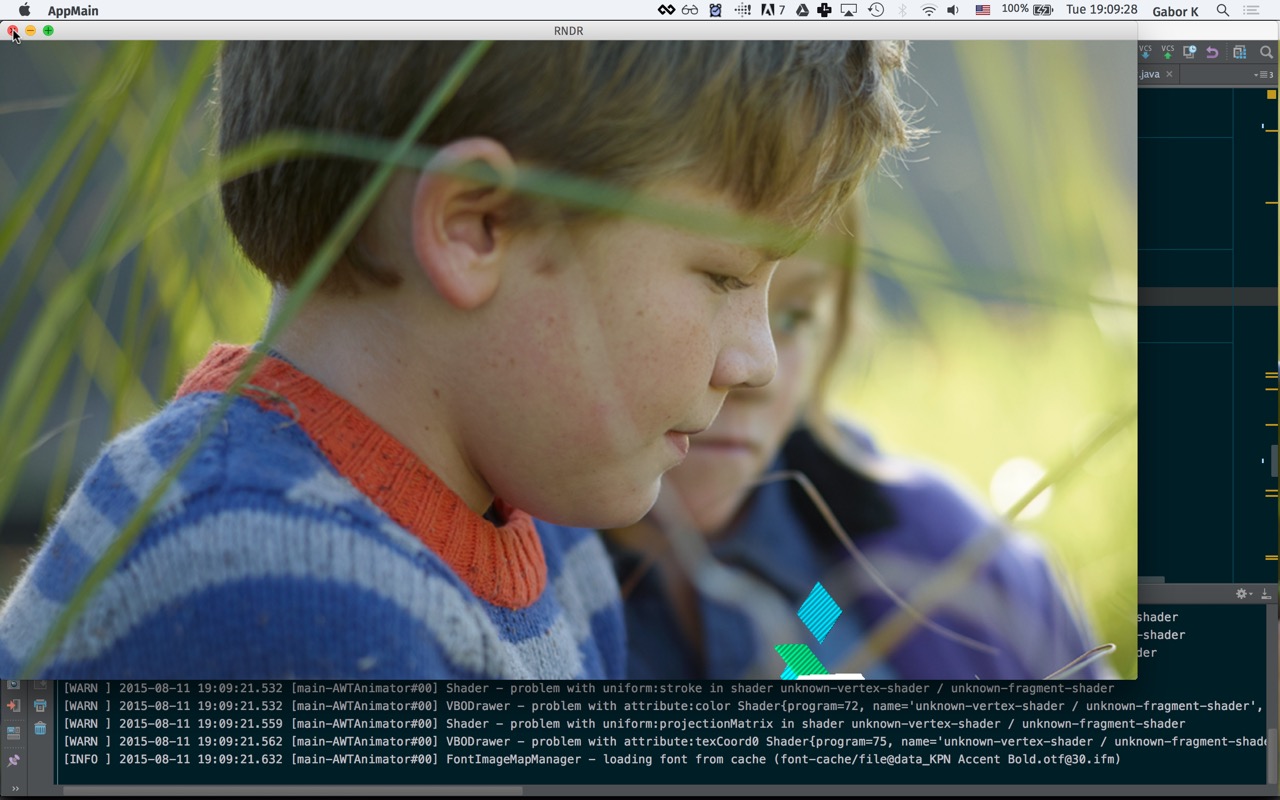 AppMain
7
100%
Tue 19:09:28
Gabor K
RNDR
VCS VCS
.java
3
shader
-shader
der
[WARN ] 2015-08-11 19:09:21.532 [main-AWTAnimator#00] Shader - problem with uniform:stroke in shader unknown-vertex-shader / unknown-fragment-shader
[WARN ] 2015-08-11 19:09:21.532 [main-AWTAnimator#00] VBODrawer - problem with attribute:color Shader{program=72, name='unknown-vertex-shader / unknown-fragment-shader',
[WARN ] 2015-08-11 19:09:21.559 [main-AWTAnimator#00] Shader - problem with uniform:projectionMatrix in shader unknown-vertex-shader / unknown-fragment-shader
[WARN ] 2015-08-11 19:09:21.562 [main-AWTAnimator#00] VBODrawer - problem with attribute:texCoord0 Shader{program=75, name='unknown-vertex-shader / unknown-fragment-shade
[INFO ] 2015-08-11 19:09:21.632 [main-AWTAnimator#00] FontImageMapManager - loading font from cache (font-cache/file@data_KPN Accent Bold.otf@30.ifm)